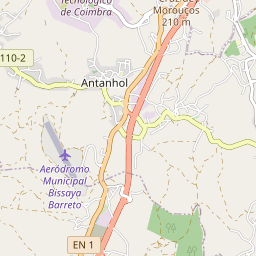 Tecnológico
de Coimbra
Cruz de
Morouços
210 m
110-2
Antanhol
Aeródromo
Municipal
Bissaya
Barreto
EN 1